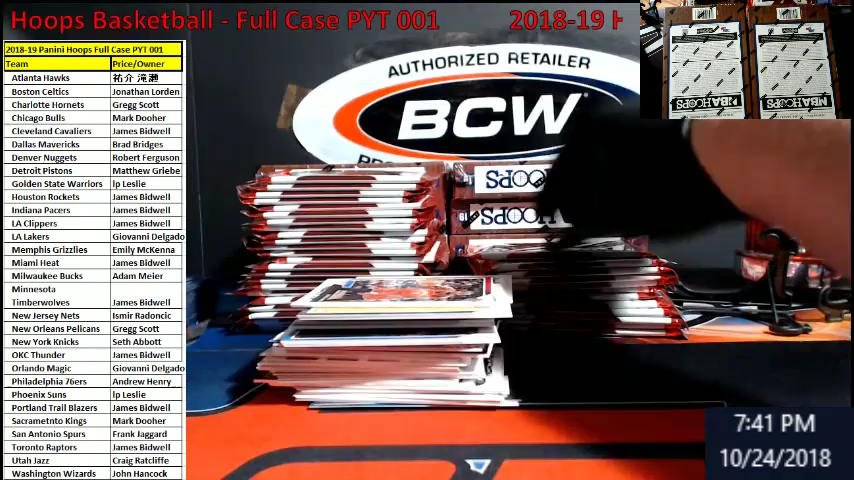 Hoops Basketball - Full Case PYT 001 2018-19 H
2018-19 Panini Hoops Full Case PYT 001
Team Price/Owner
Atlanta Hawks 祐介 滝瀧
Boston Celtics Jonathan Lorden
Charlotte Hornets Gregg Scott
Chicago Bulls Mark Dooher
Cleveland Cavaliers James Bidwell
Dallas Mavericks Brad Bridges
Denver Nuggets Robert Ferguson
Detroit Pistons Matthew Griebe
Golden State Warriors lp Leslie
Houston Rockets James Bidwell
Indiana Pacers James Bidwell
LA Clippers James Bidwell
LA Lakers Giovanni Delgado
Memphis Grizzlies Emily McKenna
Miami Heat James Bidwell
Milwaukee Bucks Adam Meier
Minnesota
Timberwolves James Bidwell
New Jersey Nets Ismir Radoncic
New Orleans Pelicans Gregg Scott
New York Knicks Seth Abbott
OKC Thunder James Bidwell
Orlando Magic Giovanni Delgado
Philadelphia 76ers Andrew Henry
Phoenix Suns lp Leslie
Portland Trail Blazers James Bidwell
Sacrametnto Kings Mark Dooher
San Antonio Spurs Frank Jaggard
Toronto Raptors James Bidwell
Utah Jazz Craig Ratcliffe
Washington Wizards John Hancock
AUTHORIZED RETAILER
BCW
HOOPS
HOOPS
NBA HOOPS
NBA HOOPS
7:41 PM
10/24/2018